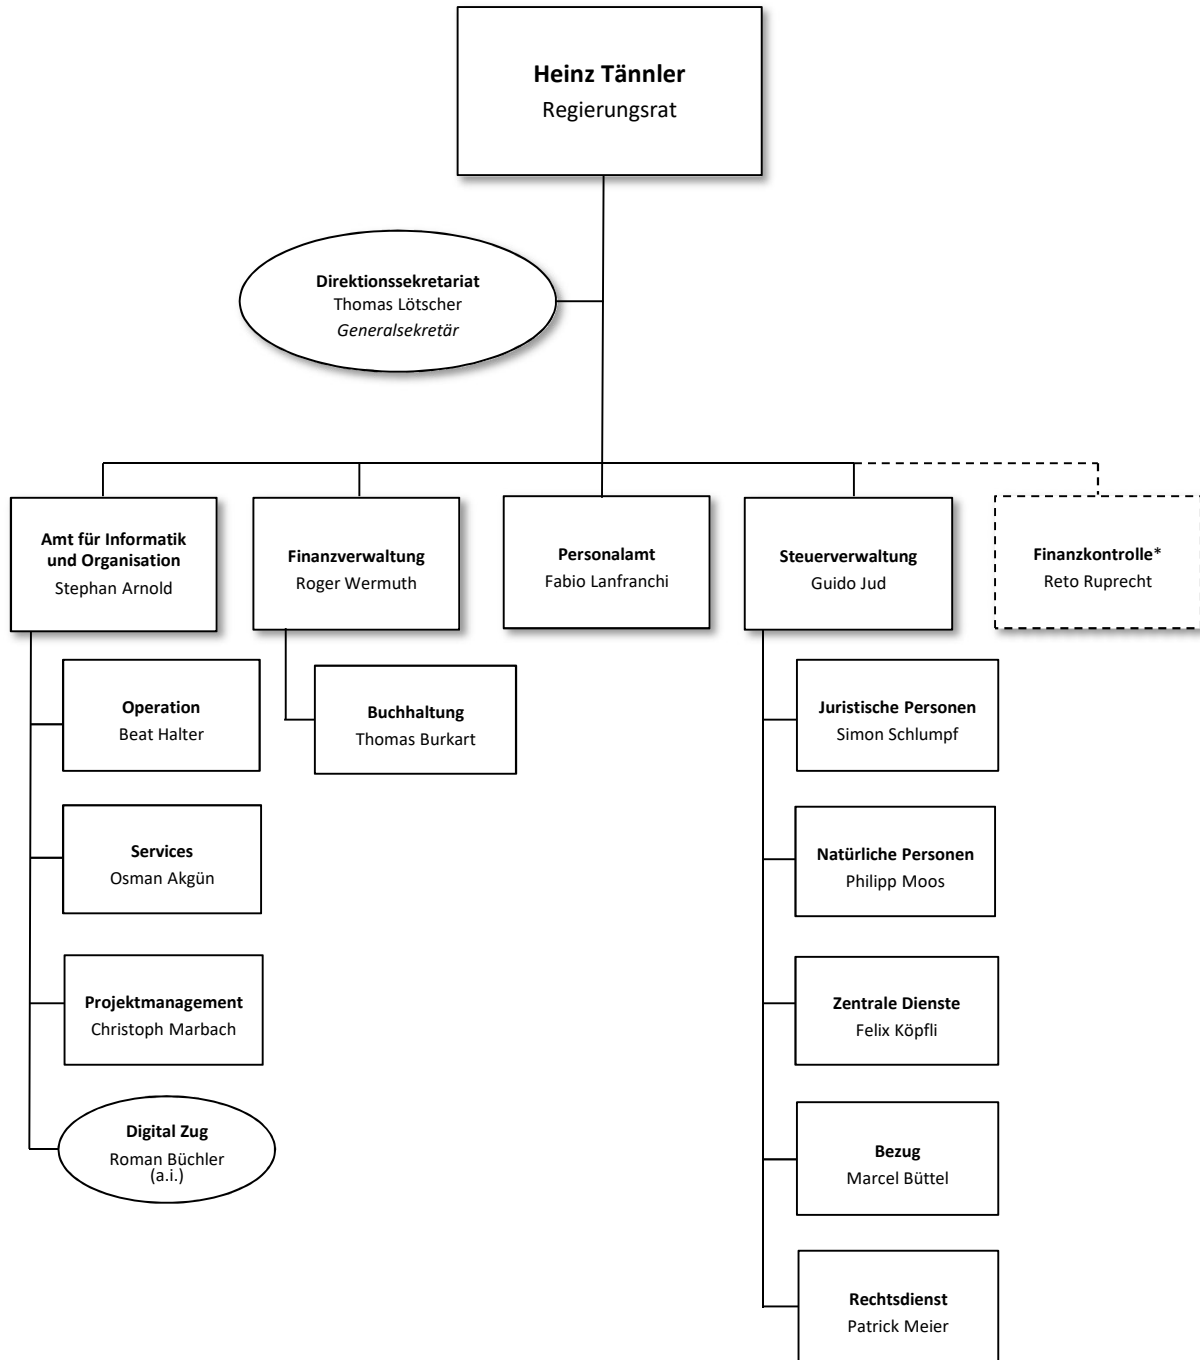 Heinz Tännler
Regierungsrat
Direktionssekretariat
Thomas Lötscher
Generalsekretär
Amt für Informatik
und Organisation
Stephan Arnold
Finanzverwaltung
Roger Wermuth
Personalamt
Fabio Lanfranchi
Steuerverwaltung
Guido Jud
Finanzkontrolle*
Reto Ruprecht
Operation
Beat Halter
Services
Osman Akgün
Projektmanagement
Christoph Marbach
Digital Zug
Roman Büchler
(a.i.)
Buchhaltung
Thomas Burkart
Juristische Personen
Simon Schlumpf
Natürliche Personen
Philipp Moos
Zentrale Dienste
Felix Köpfli
Bezug
Marcel Büttel
Rechtsdienst
Patrick Meier